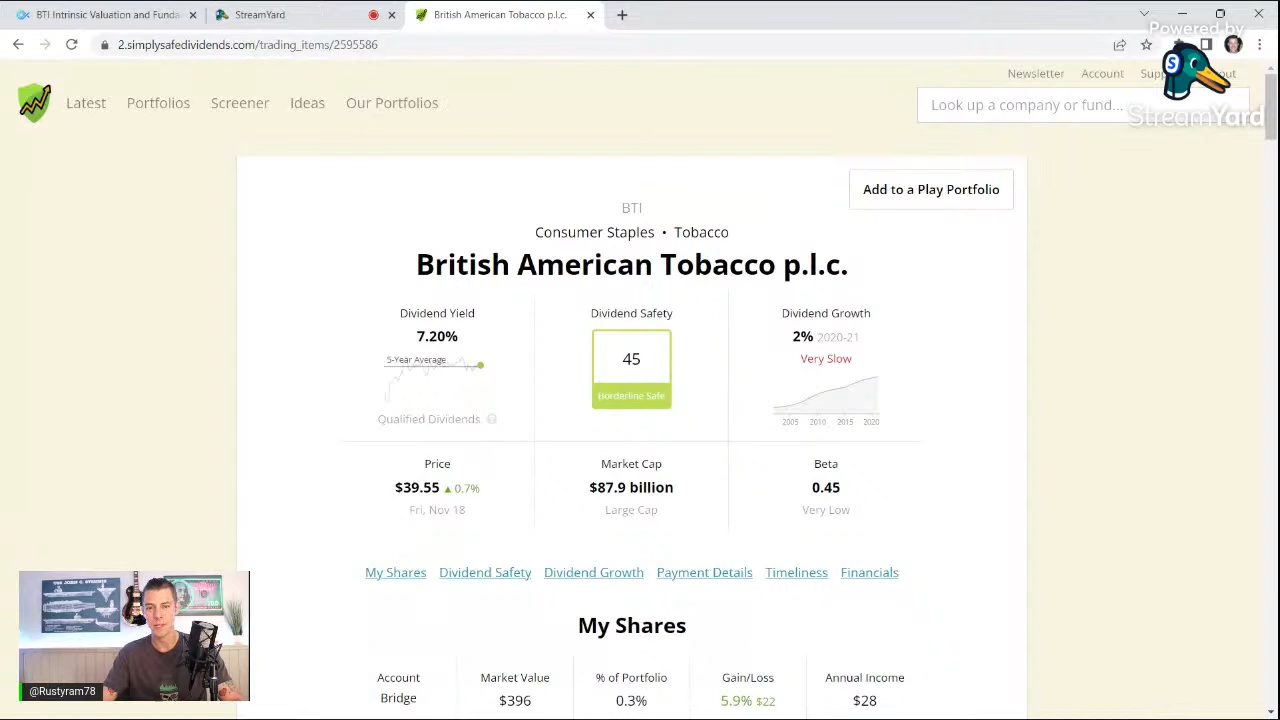 BTI Intrinsic Valuation and Funda
StreamYard
British American Tobacco p.l.c.
2.simplysafedividends.com/trading_items/2595586
Powered by
StreamYard
Newsletter
Account
Latest
Portfolios
Screener
Ideas
Our Portfolios
Look up a company or fund...
Add to a Play Portfolio
BTI
Consumer Staples • Tobacco
British American Tobacco p.l.c.
Dividend Yield
7.20%
5-Year Average
Qualified Dividends
Dividend Safety
45
Borderline Safe
Dividend Growth
2% 2020-21
Very Slow
2005 2010 2015 2020
Price
$39.55 ▲ 0.7%
Fri, Nov 18
Market Cap
$87.9 billion
Large Cap
Beta
0.45
Very Low
My Shares
Dividend Safety
Dividend Growth
Payment Details
Timeliness
Financials
My Shares
Account
Market Value
% of Portfolio
Gain/Loss
Annual Income
Bridge
$396
0.3%
5.9% $22
$28
@Rustyram78